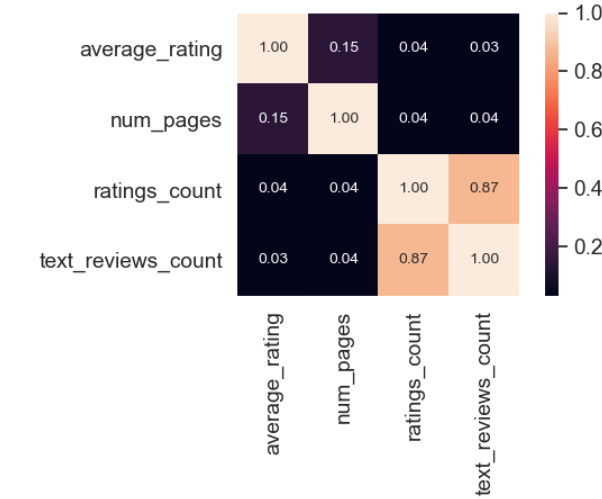 average_rating 1.00 0.15 0.04 0.03
num_pages 0.15 1.00 0.04 0.04
ratings_count 0.04 0.04 1.00 0.87
text_reviews_count 0.03 0.04 0.87 1.00
average_rating
num_pages
ratings_count
text_reviews_count
1.0
0.8
0.6
0.4
0.2